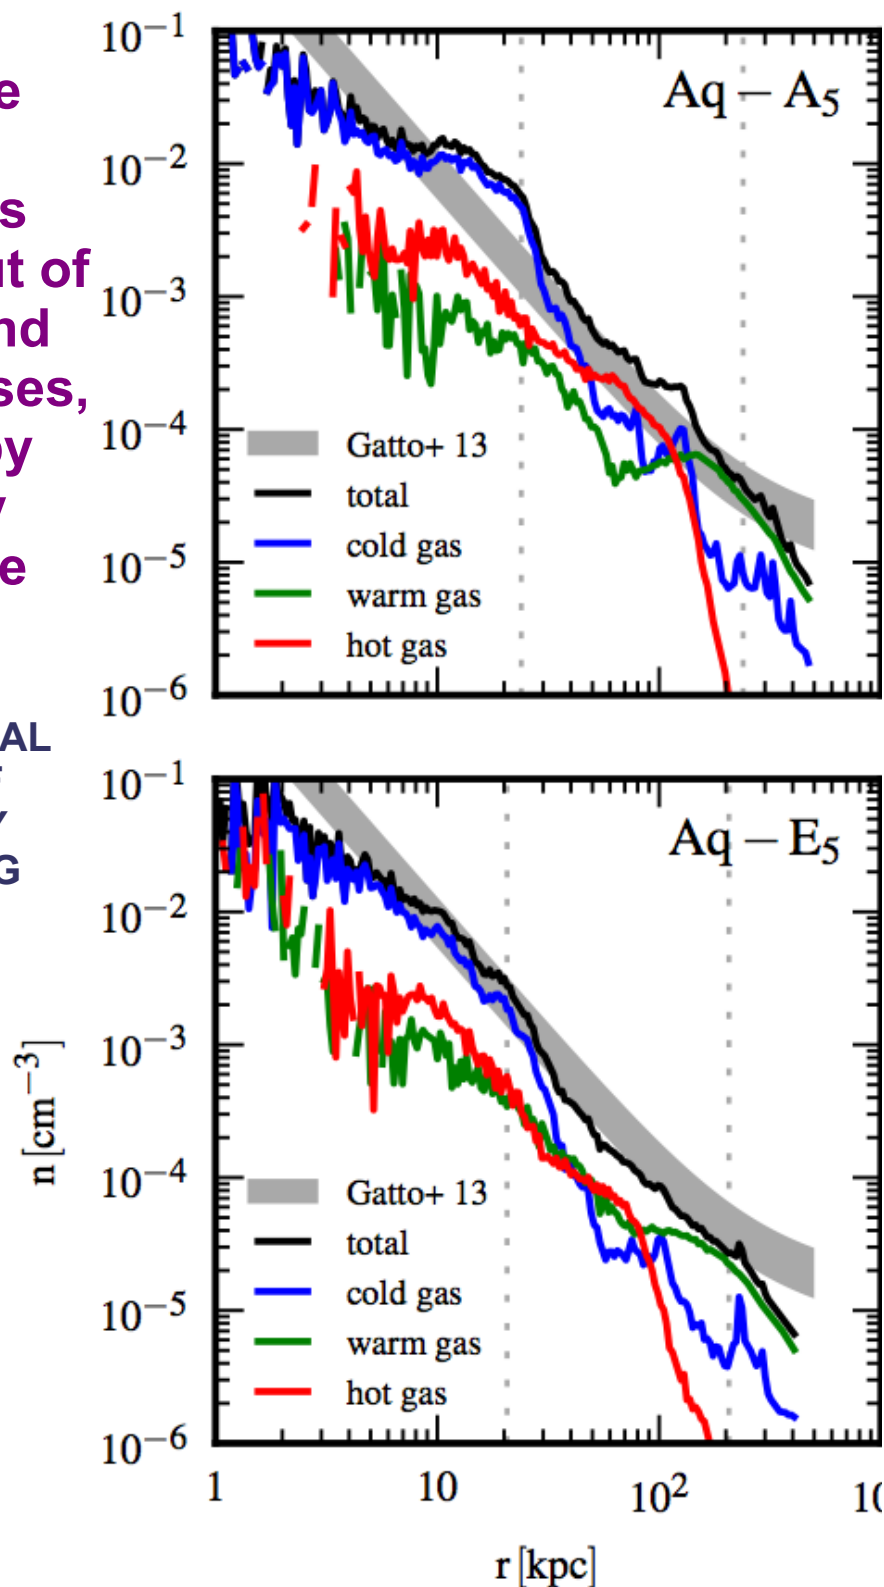 e
s
ut of
nd
ses,
by
y
e
AL
F
Y
G
10−1
10−2
10−3
10−4
10−5
10−6
Aq − A5
Gatto+ 13
total
cold gas
warm gas
hot gas
10−1
10−2
10−3
10−4
10−5
10−6
n [cm−3]
Aq − E5
Gatto+ 13
total
cold gas
warm gas
hot gas
1 10 10² 10
r [kpc]